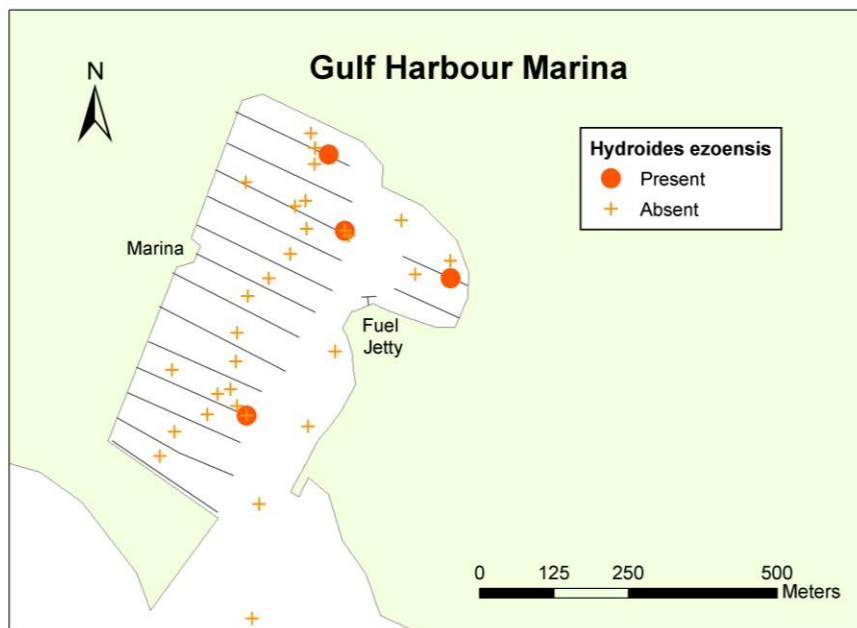 Gulf Harbour Marina
N
Hydroides ezoensis
Present
Absent
Marina
Fuel
Jetty
0 125 250 500
Meters